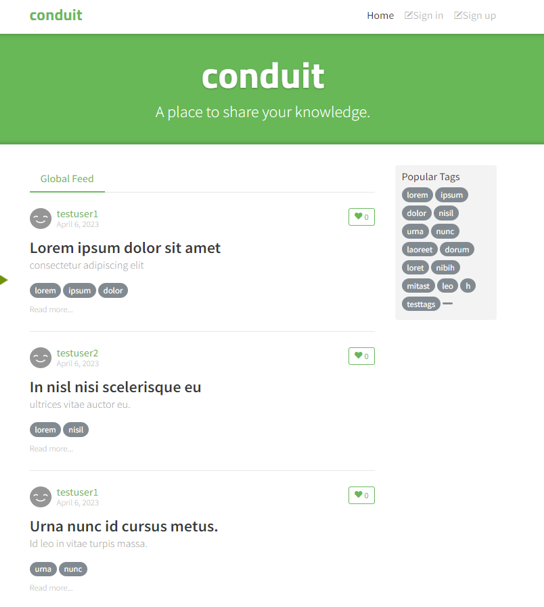 conduit
Home Sign in Sign up
conduit
A place to share your knowledge.
Global Feed
testuser1
April 6, 2023
0
Lorem ipsum dolor sit amet
consectetur adipiscing elit
lorem ipsum dolor
Read more...
testuser2
April 6, 2023
0
In nisl nisi scelerisque eu
ultrices vitae auctor eu.
lorem nisil
Read more...
testuser1
April 6, 2023
0
Urna nunc id cursus metus.
Id leo in vitae turpis massa.
urna nunc
Read more...
Popular Tags
lorem ipsum
dolor nisil
urna nunc
laoreet dorum
loret nibih
mitast leo h
testtags